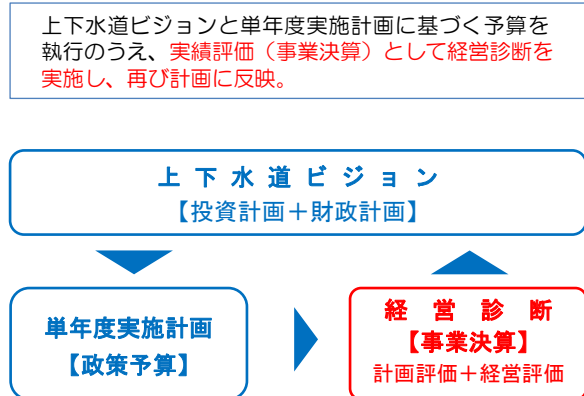 上下水道ビジョンと単年度実施計画に基づく予算を
執行のうえ、実績評価（事業決算）として経営診断を
実施し、再び計画に反映。
上下水道ビジョン
【投資計画＋財政計画】
単年度実施計画
【政策予算】
経営診断
【事業決算】
計画評価＋経営評価